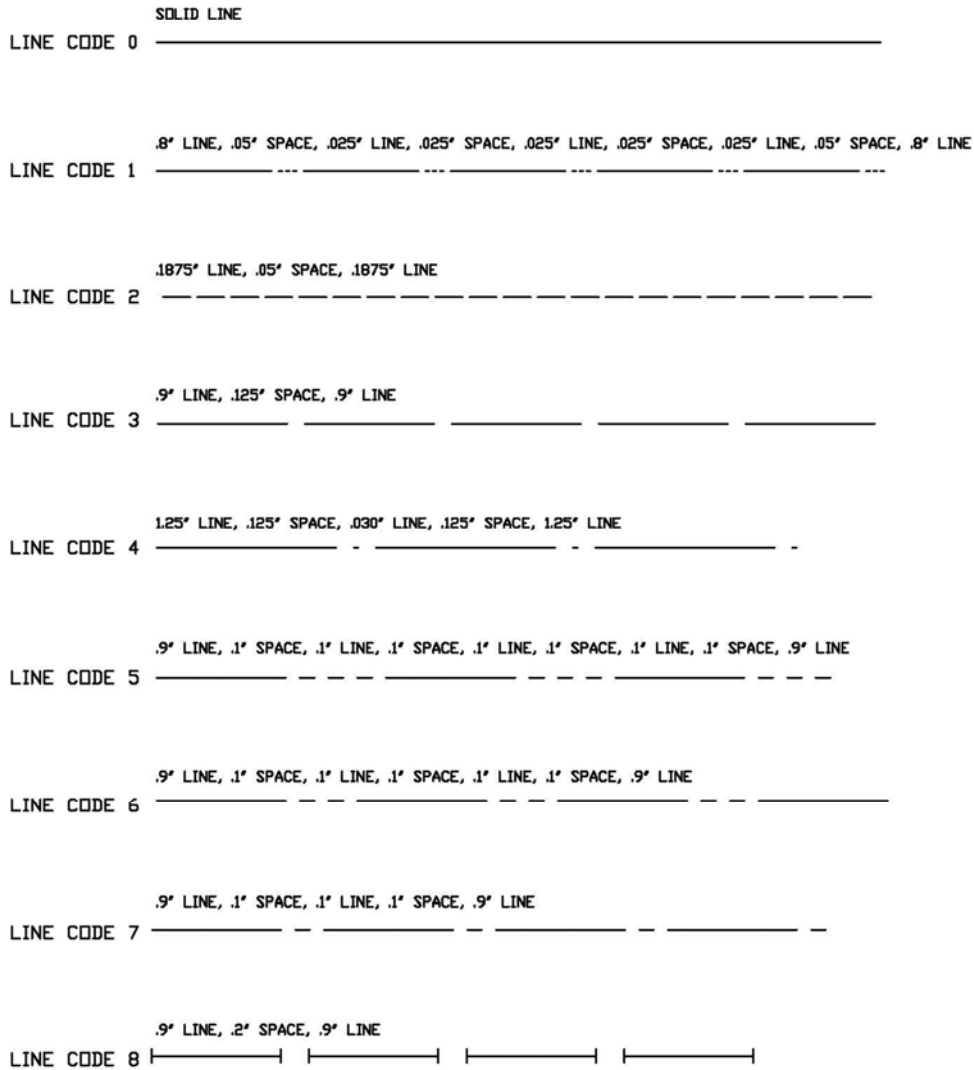 SOLID LINE
LINE CODE 0
.8" LINE, .05" SPACE, .025" LINE, .025" SPACE, .025" LINE, .025" SPACE, .025" LINE, .05" SPACE, .8" LINE
LINE CODE 1
.1875" LINE, .05" SPACE, .1875" LINE
LINE CODE 2
.9" LINE, .125" SPACE, .9" LINE
LINE CODE 3
1.25" LINE, .125" SPACE, .030" LINE, .125" SPACE, 1.25" LINE
LINE CODE 4
.9" LINE, .1" SPACE, .1" LINE, .1" SPACE, .1" LINE, .1" SPACE, .1" LINE, .1" SPACE, .9" LINE
LINE CODE 5
.9" LINE, .1" SPACE, .1" LINE, .1" SPACE, .1" LINE, .1" SPACE, .9" LINE
LINE CODE 6
.9" LINE, .1" SPACE, .1" LINE, .1" SPACE, .9" LINE
LINE CODE 7
.9" LINE, .2" SPACE, .9" LINE
LINE CODE 8